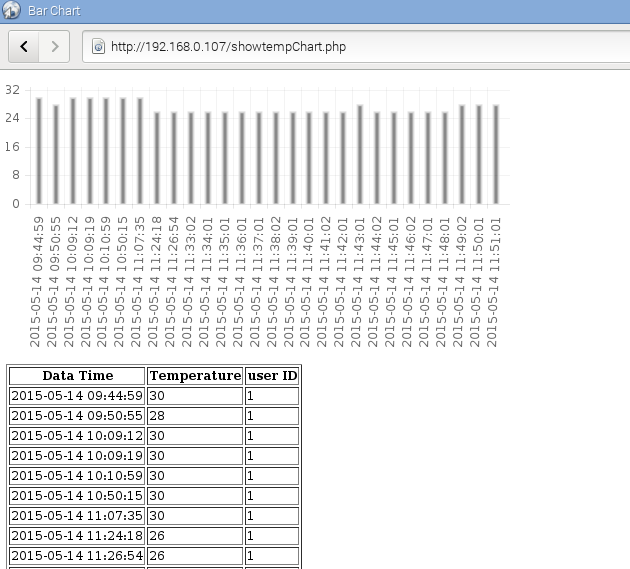 Bar Chart
http://192.168.0.107/showtempChart.php
32
24
16
8
0
2015-05-14 09:44:59
2015-05-14 09:50:55
2015-05-14 10:09:12
2015-05-14 10:09:19
2015-05-14 10:10:59
2015-05-14 10:50:15
2015-05-14 11:07:35
2015-05-14 11:24:18
2015-05-14 11:26:54
2015-05-14 11:33:02
2015-05-14 11:34:01
2015-05-14 11:35:01
2015-05-14 11:36:01
2015-05-14 11:37:01
2015-05-14 11:38:02
2015-05-14 11:39:01
2015-05-14 11:40:01
2015-05-14 11:41:02
2015-05-14 11:42:01
2015-05-14 11:43:01
2015-05-14 11:44:02
2015-05-14 11:45:01
2015-05-14 11:46:02
2015-05-14 11:47:01
2015-05-14 11:48:01
2015-05-14 11:49:02
2015-05-14 11:50:01
2015-05-14 11:51:01
Data Time Temperature user ID
2015-05-14 09:44:59 30 1
2015-05-14 09:50:55 28 1
2015-05-14 10:09:12 30 1
2015-05-14 10:09:19 30 1
2015-05-14 10:10:59 30 1
2015-05-14 10:50:15 30 1
2015-05-14 11:07:35 30 1
2015-05-14 11:24:18 26 1
2015-05-14 11:26:54 26 1